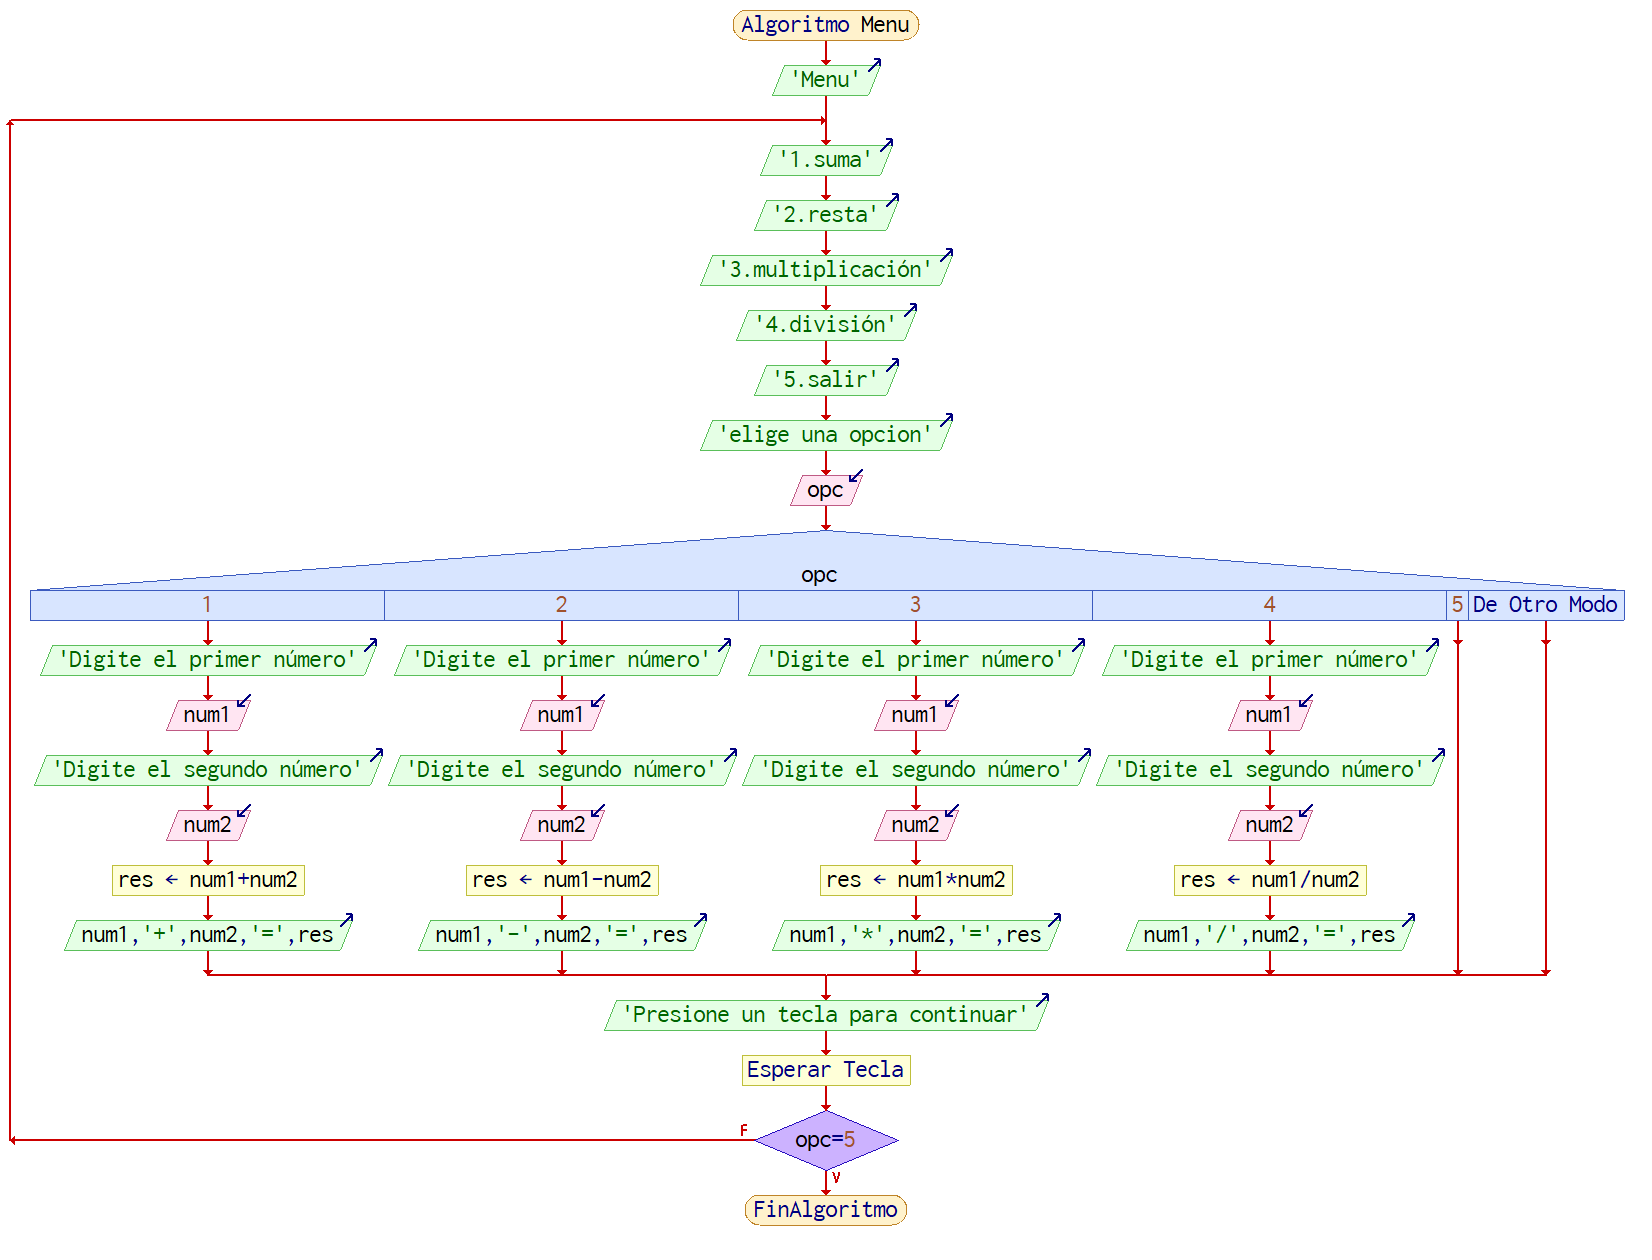 Algoritmo Menu
'Menu'
'1.suma'
'2.resta'
'3.multiplicación'
'4.división'
'5.salir'
'elige una opcion'
opc
opc
1 2 3 4 5 De Otro Modo
'Digite el primer número' 'Digite el primer número' 'Digite el primer número' 'Digite el primer número'
num1 num1 num1 num1
'Digite el segundo número' 'Digite el segundo número' 'Digite el segundo número' 'Digite el segundo número'
num2 num2 num2 num2
res ← num1+num2 res ← num1-num2 res ← num1*num2 res ← num1/num2
num1,'+',num2,'=',res num1,'-',num2,'=',res num1,'*',num2,'=',res num1,'/',num2,'=',res
'Presione un tecla para continuar'
Esperar Tecla
F
opc=5
V
FinAlgoritmo